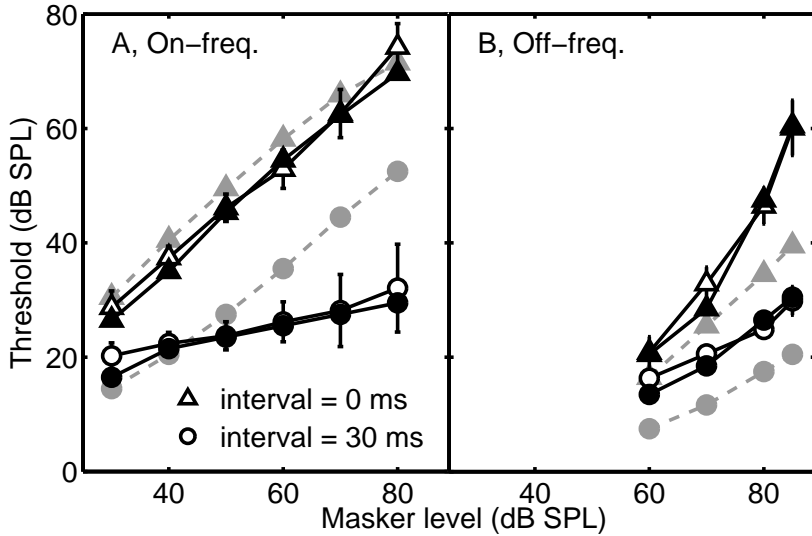 80
60
40
20
0
Threshold (dB SPL)
A, On−freq.
B, Off−freq.
interval = 0 ms
interval = 30 ms
40 60 80 40 60 80
Masker level (dB SPL)